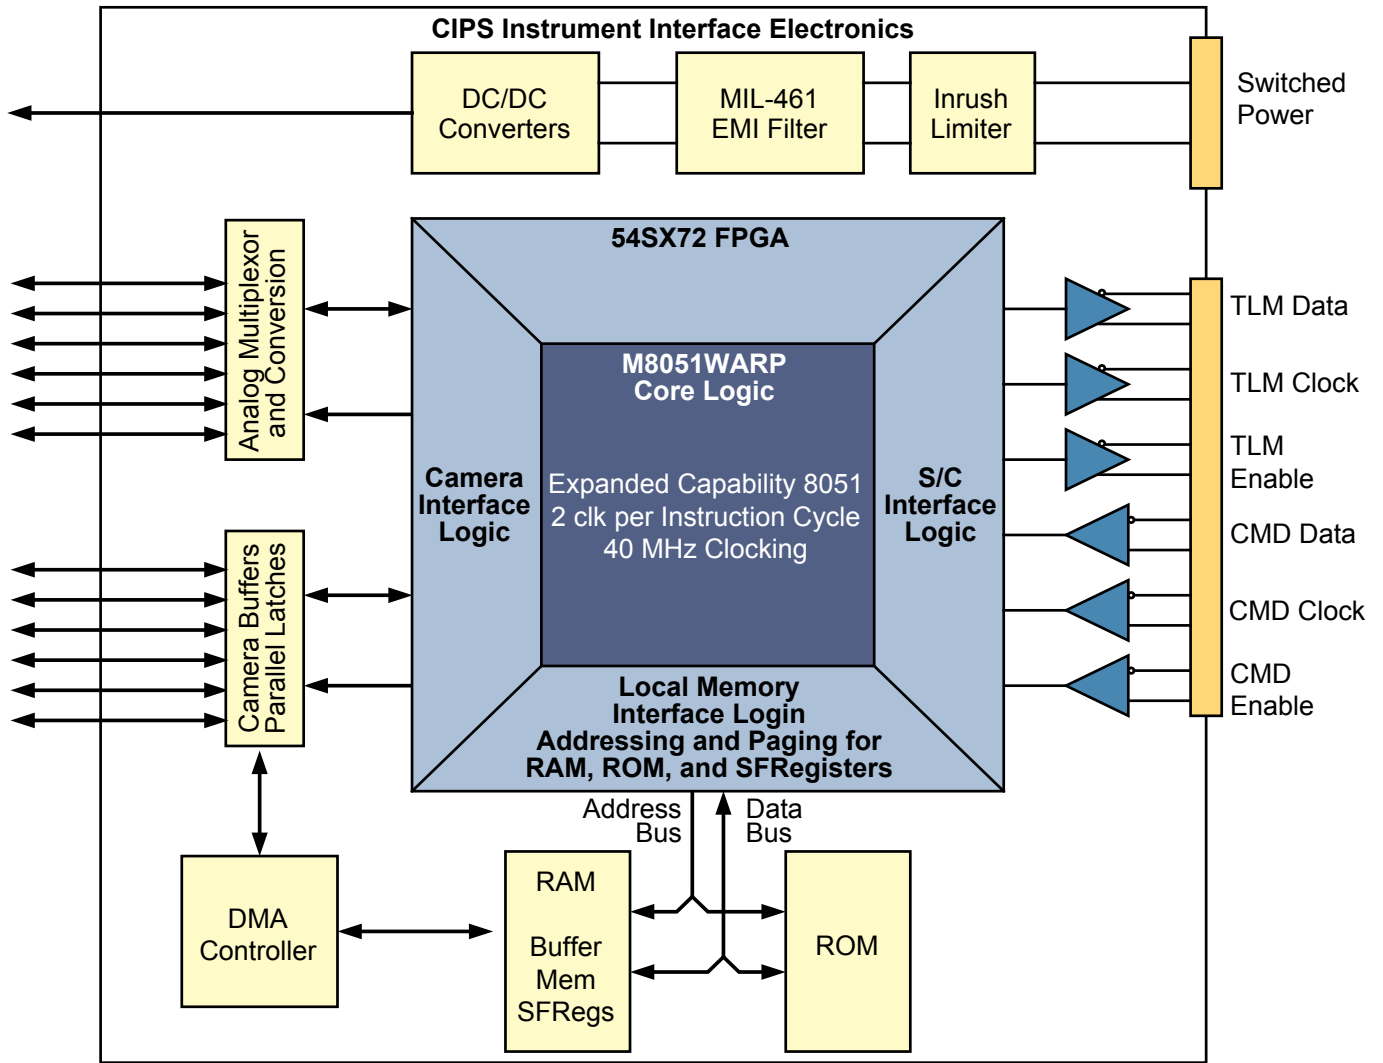 CIPS Instrument Interface Electronics
DC/DC
Converters
MIL-461
EMI Filter
Inrush
Limiter
Switched
Power
Analog Multiplexor
and Conversion
54SX72 FPGA
M8051WARP
Core Logic
Expanded Capability 8051
2 clk per Instruction Cycle
40 MHz Clocking
Camera
Interface
Logic
S/C
Interface
Logic
TLM Data
TLM Clock
TLM
Enable
CMD Data
CMD Clock
CMD
Enable
Camera Buffers
Parallel Latches
Local Memory
Interface Login
Addressing and Paging for
RAM, ROM, and SFRegisters
Address
Bus
Data
Bus
DMA
Controller
RAM
Buffer
Mem
SFRegs
ROM